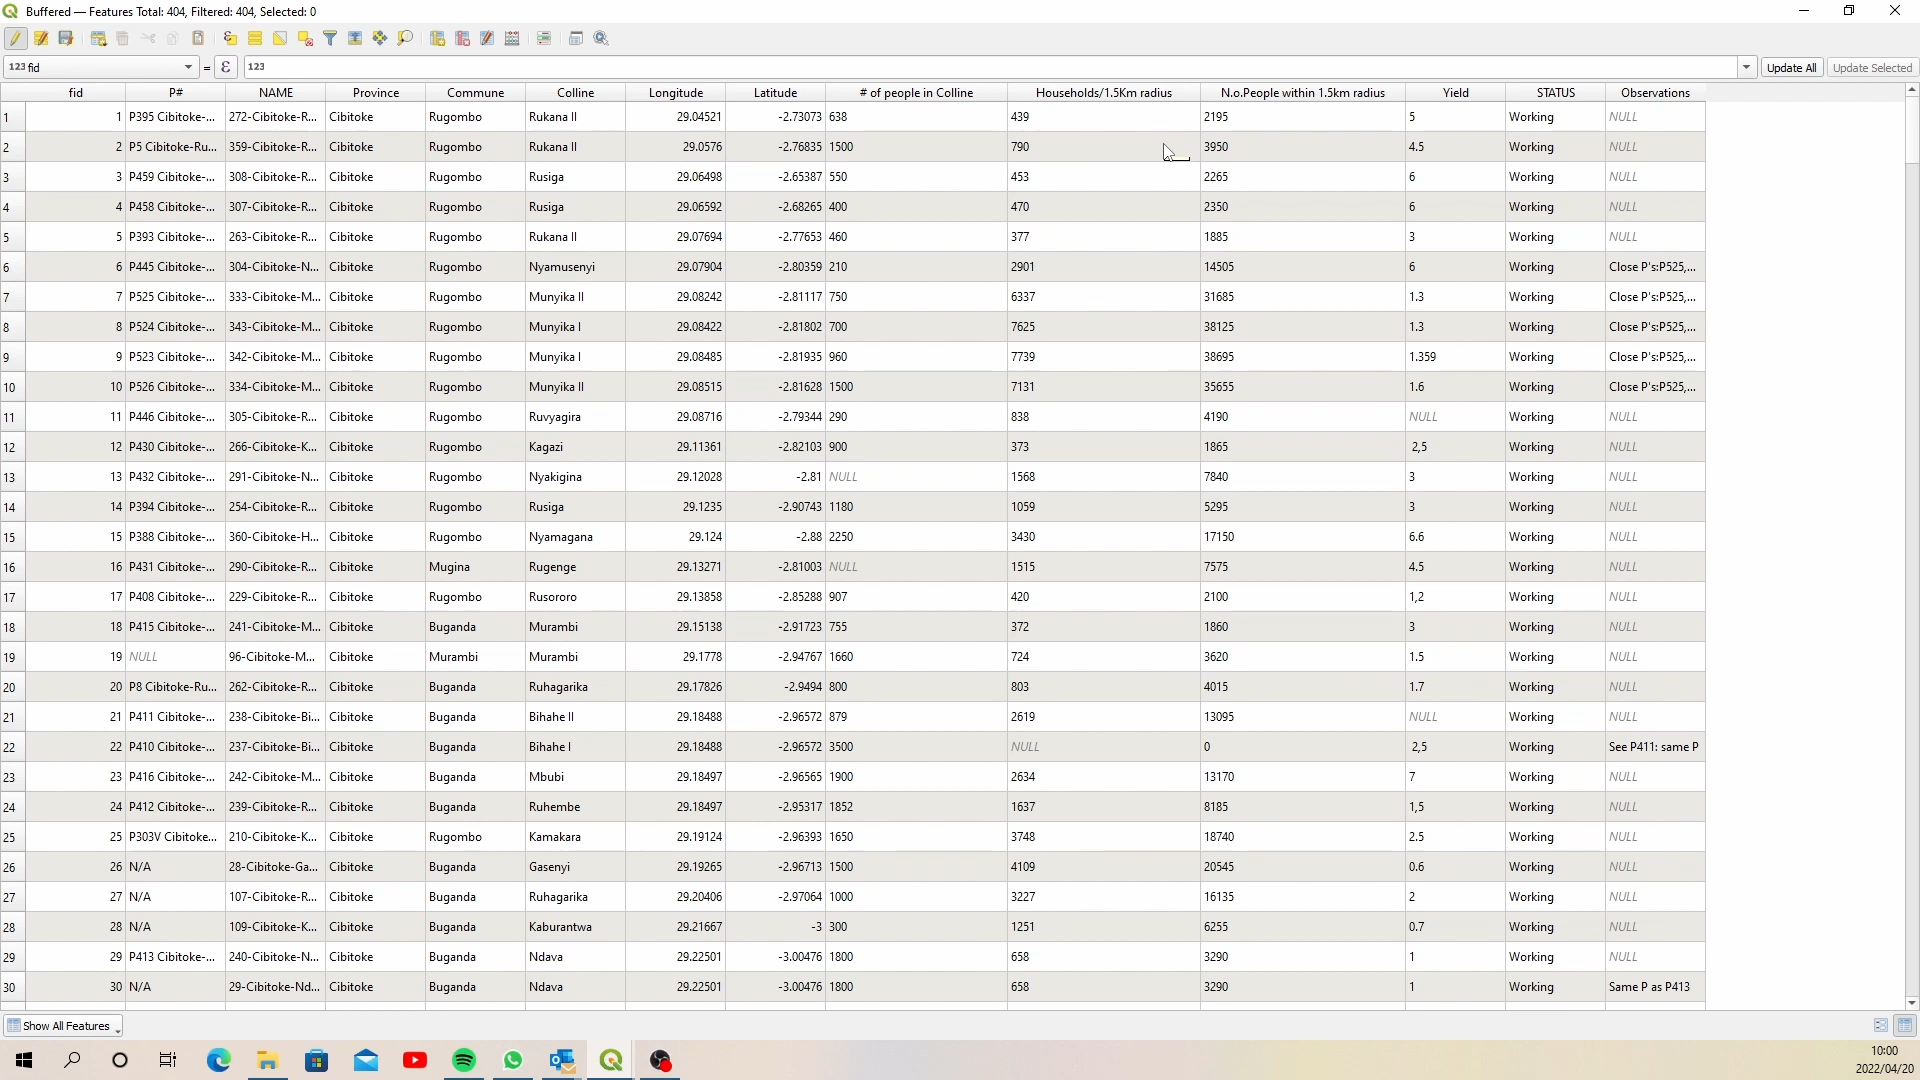 Buffered — Features Total: 404, Filtered: 404, Selected: 0
123 fid = ε 123 Update All Update Selected
fid P# NAME Province Commune Colline Longitude Latitude # of people in Colline Households/1.5Km radius N.o.People within 1.5km radius Yield STATUS Observations
1 1 P395 Cibitoke-... 272-Cibitoke-R... Cibitoke Rugombo Rukana II 29.04521 -2.73073 638 439 2195 5 Working NULL
2 2 P5 Cibitoke-Ru... 359-Cibitoke-R... Cibitoke Rugombo Rukana II 29.0576 -2.76835 1500 790 3950 4.5 Working NULL
3 3 P459 Cibitoke-... 308-Cibitoke-R... Cibitoke Rugombo Rusiga 29.06498 -2.65387 550 453 2265 6 Working NULL
4 4 P458 Cibitoke-... 307-Cibitoke-R... Cibitoke Rugombo Rusiga 29.06592 -2.68265 400 470 2350 6 Working NULL
5 5 P393 Cibitoke-... 263-Cibitoke-R... Cibitoke Rugombo Rukana II 29.07694 -2.77653 460 377 1885 3 Working NULL
6 6 P445 Cibitoke-... 304-Cibitoke-N... Cibitoke Rugombo Nyamusenyi 29.07904 -2.80359 210 2901 14505 6 Working Close P's:P525,...
7 7 P525 Cibitoke-... 333-Cibitoke-M... Cibitoke Rugombo Munyika II 29.08242 -2.81117 750 6337 31685 1.3 Working Close P's:P525,...
8 8 P524 Cibitoke-... 343-Cibitoke-M... Cibitoke Rugombo Munyika I 29.08422 -2.81802 700 7625 38125 1.3 Working Close P's:P525,...
9 9 P523 Cibitoke-... 342-Cibitoke-M... Cibitoke Rugombo Munyika I 29.08485 -2.81935 960 7739 38695 1.359 Working Close P's:P525,...
10 10 P526 Cibitoke-... 334-Cibitoke-M... Cibitoke Rugombo Munyika II 29.08515 -2.81628 1500 7131 35655 1.6 Working Close P's:P525,...
11 11 P446 Cibitoke-... 305-Cibitoke-R... Cibitoke Rugombo Ruvyagira 29.08716 -2.79344 290 838 4190 NULL Working NULL
12 12 P430 Cibitoke-... 266-Cibitoke-K... Cibitoke Rugombo Kagazi 29.11361 -2.82103 900 373 1865 2,5 Working NULL
13 13 P432 Cibitoke-... 291-Cibitoke-N... Cibitoke Rugombo Nyakigina 29.12028 -2.81 NULL 1568 7840 3 Working NULL
14 14 P394 Cibitoke-... 254-Cibitoke-R... Cibitoke Rugombo Rusiga 29.1235 -2.90743 1180 1059 5295 3 Working NULL
15 15 P388 Cibitoke-... 360-Cibitoke-H... Cibitoke Rugombo Nyamagana 29.124 -2.88 2250 3430 17150 6.6 Working NULL
16 16 P431 Cibitoke-... 290-Cibitoke-R... Cibitoke Mugina Rugenge 29.13271 -2.81003 NULL 1515 7575 4.5 Working NULL
17 17 P408 Cibitoke-... 229-Cibitoke-R... Cibitoke Rugombo Rusororo 29.13858 -2.85288 907 420 2100 1,2 Working NULL
18 18 P415 Cibitoke-... 241-Cibitoke-M... Cibitoke Buganda Murambi 29.15138 -2.91723 755 372 1860 3 Working NULL
19 19 NULL 96-Cibitoke-M... Cibitoke Murambi Murambi 29.1778 -2.94767 1660 724 3620 1.5 Working NULL
20 20 P8 Cibitoke-Ru... 262-Cibitoke-R... Cibitoke Buganda Ruhagarika 29.17826 -2.9494 800 803 4015 1.7 Working NULL
21 21 P411 Cibitoke-... 238-Cibitoke-Bi... Cibitoke Buganda Bihahe II 29.18488 -2.96572 879 2619 13095 NULL Working NULL
22 22 P410 Cibitoke-... 237-Cibitoke-Bi... Cibitoke Buganda Bihahe I 29.18488 -2.96572 3500 NULL 0 2,5 Working See P411: same P
23 23 P416 Cibitoke-... 242-Cibitoke-M... Cibitoke Buganda Mbubi 29.18497 -2.96565 1900 2634 13170 7 Working NULL
24 24 P412 Cibitoke-... 239-Cibitoke-R... Cibitoke Buganda Ruhembe 29.18497 -2.95317 1852 1637 8185 1,5 Working NULL
25 25 P303V Cibitoke... 210-Cibitoke-K... Cibitoke Rugombo Kamakara 29.19124 -2.96393 1650 3748 18740 2.5 Working NULL
26 26 N/A 28-Cibitoke-Ga... Cibitoke Buganda Gasenyi 29.19265 -2.96713 1500 4109 20545 0.6 Working NULL
27 27 N/A 107-Cibitoke-R... Cibitoke Buganda Ruhagarika 29.20406 -2.97064 1000 3227 16135 2 Working NULL
28 28 N/A 109-Cibitoke-K... Cibitoke Buganda Kaburantwa 29.21667 -3 300 1251 6255 0.7 Working NULL
29 29 P413 Cibitoke-... 240-Cibitoke-N... Cibitoke Buganda Ndava 29.22501 -3.00476 1800 658 3290 1 Working NULL
30 30 N/A 29-Cibitoke-Nd... Cibitoke Buganda Ndava 29.22501 -3.00476 1800 658 3290 1 Working Same P as P413
Show All Features
10:00
2022/04/20